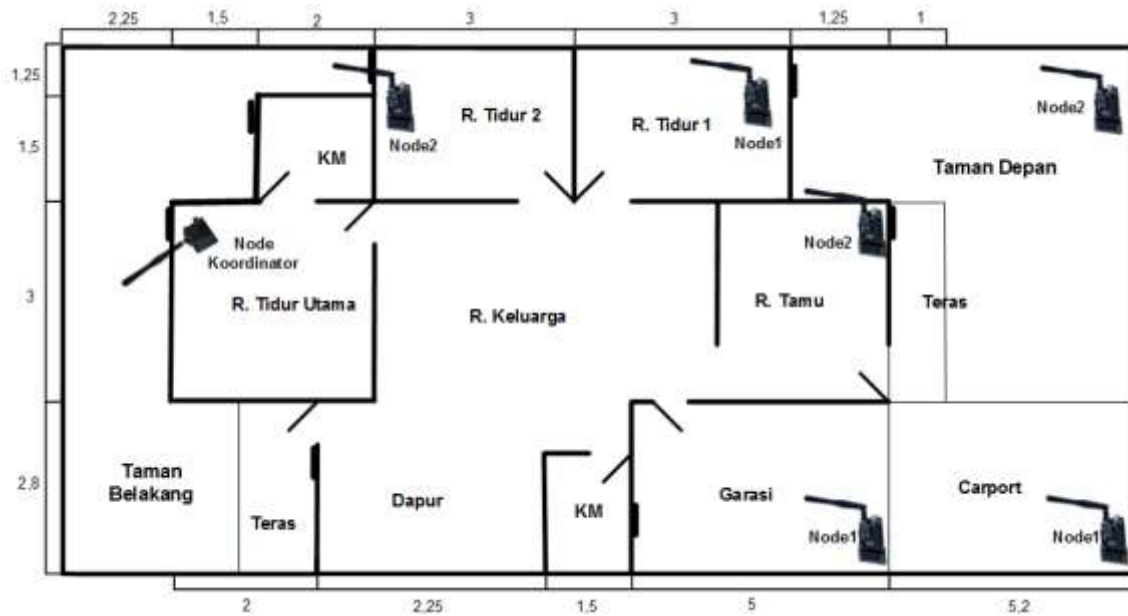 2,25
1,5
2
3
3
1,25
1
1,25
1,5
3
2,8
R. Tidur 2
R. Tidur 1
Node2
Node2
Node1
KM
Taman Depan
Node
Koordinator
Node2
R. Tidur Utama
R. Keluarga
R. Tamu
Teras
Taman
Belakang
Teras
Dapur
KM
Garasi
Carport
Node1
Node1
2
2,25
1,5
5
5,2